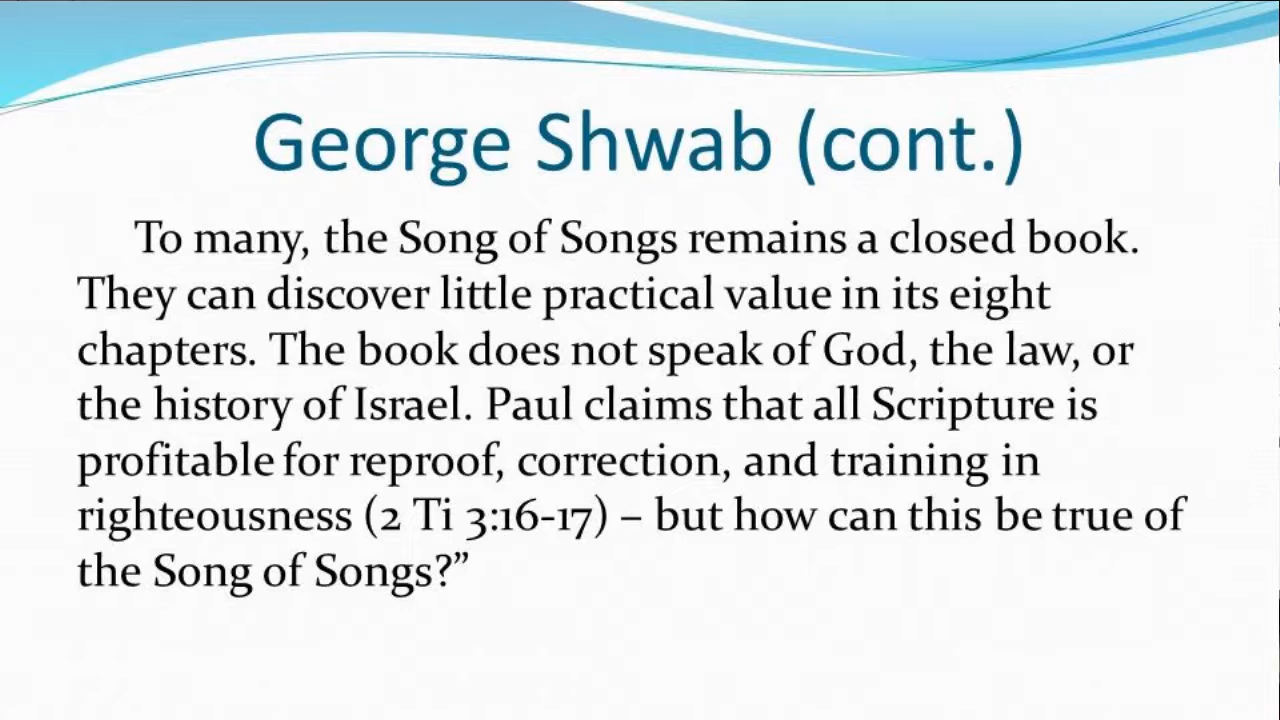 George Shwab (cont.)
To many, the Song of Songs remains a closed book.
They can discover little practical value in its eight
chapters. The book does not speak of God, the law, or
the history of Israel. Paul claims that all Scripture is
profitable for reproof, correction, and training in
righteousness (2 Ti 3:16-17) – but how can this be true of
the Song of Songs?”